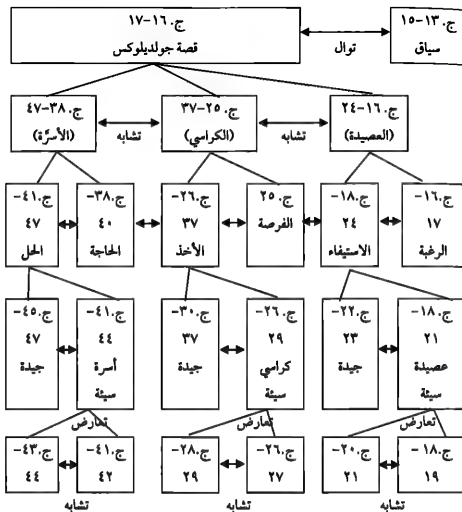 ج.١٣-١٥
سياق
توال
ج.١٦-١٧
قصة جولديلوكس
ج.١٦-٢٤
(العصيدة)
تشابه
ج.٢٥-٣٧
(الكراسي)
تشابه
ج.٣٨-٤٧
(الأسرَّة)
ج.١٦-
١٧
الرغبة
ج.١٨-
٢٤
الاستيفاء
ج.٢٥
الفرصة
ج.٢٦-
٣٧
الأخذ
ج.٣٨-
٤٠
الحاجة
ج.٤١-
٤٧
الحل
ج.١٨-
٢١
عصيدة
سيئة
ج.٢٢-
٢٣
جيدة
ج.٢٦-
٢٩
كراسي
سيئة
ج.٣٠-
٣٧
جيدة
ج.٤١-
٤٤
أسرة
سيئة
ج.٤٥-
٤٧
جيدة
تعارض
تعارض
تعارض
ج.١٨-
١٩
ج.٢٠-
٢١
ج.٢٦-
٢٧
ج.٢٨-
٢٩
ج.٤١-
٤٢
ج.٤٣-
٤٤
تشابه
تشابه
تشابه